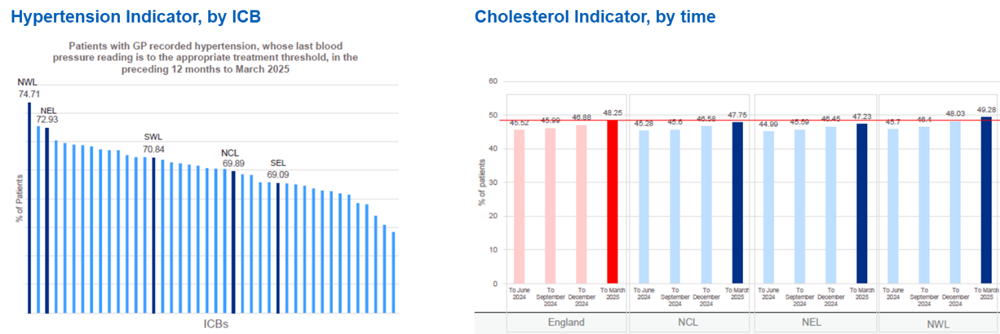 Hypertension Indicator, by ICB
Patients with GP recorded hypertension, whose last blood
pressure reading is to the appropriate treatment threshold, in the
preceding 12 months to March 2025
NWL
74.71
NEL
72.93
SWL
70.84
NCL
69.89
SEL
69.09
% of Patients
ICBs
Cholesterol Indicator, by time
60
50
40
30
20
10
0
% of patients
45.52
45.99
46.88
48.25
45.28
45.6
46.58
47.75
44.99
45.59
46.45
47.23
45.7
46.4
48.03
49.28
To June
2024
To
September
2024
To
December
2024
To March
2025
To June
2024
To
September
2024
To
December
2024
To March
2025
To June
2024
To
September
2024
To
December
2024
To March
2025
To June
2024
To
September
2024
To
December
2024
To March
2025
England
NCL
NEL
NWL